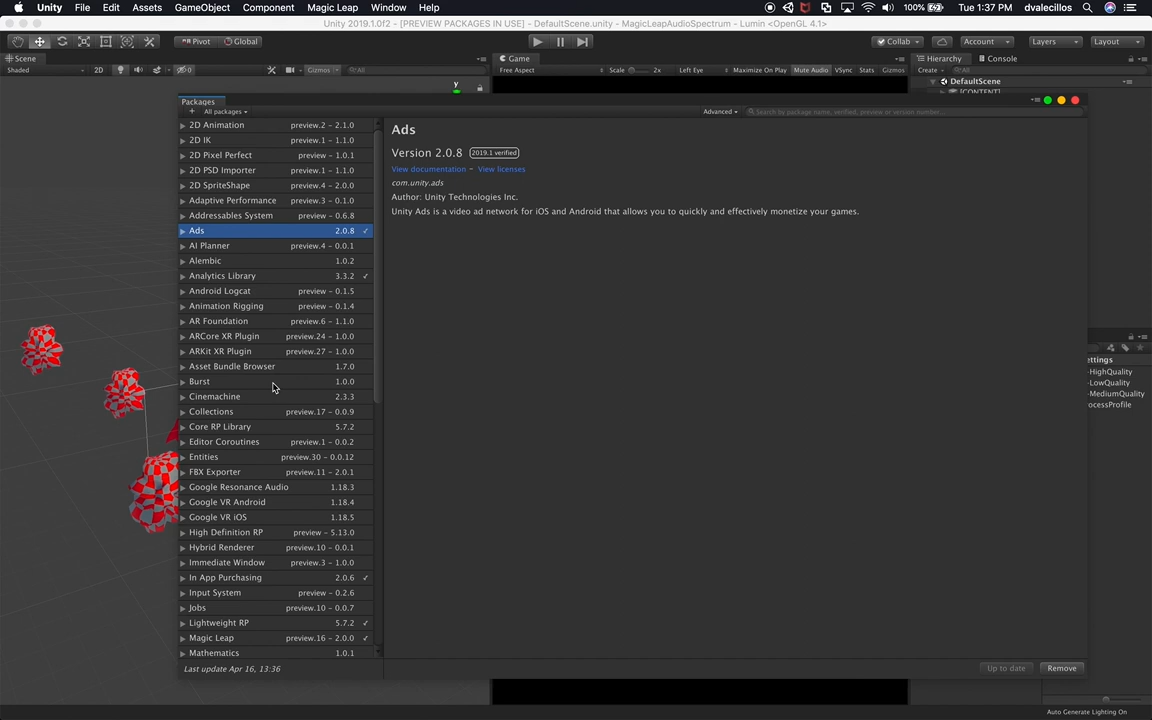 Unity File Edit Assets GameObject Component Magic Leap Window Help 100% Tue 1:37 PM dvalecillos
Unity 2019.1.0f2 - [PREVIEW PACKAGES IN USE] - DefaultScene.unity - MagicLeapAudioSpectrum - Lumin <OpenGL 4.1>
Pivot Global Collab Account Layers Layout
Scene Game Hierarchy Console
Shaded 2D 0 Gizmos All Free Aspect Scale 2x Left Eye Maximize On Play Mute Audio VSync Stats Gizmos Create All
DefaultScene
[CONTENT]
Packages
+ All packages Advanced Search by package name, verified, preview or version number...
2D Animation preview.2 - 2.1.0
2D IK preview.1 - 1.1.0
2D Pixel Perfect preview - 1.0.1
2D PSD Importer preview.1 - 1.1.0
2D SpriteShape preview.4 - 2.0.0
Adaptive Performance preview.3 - 0.1.0
Addressables System preview - 0.6.8
Ads 2.0.8 ✓
AI Planner preview.4 - 0.0.1
Alembic 1.0.2
Analytics Library 3.3.2 ✓
Android Logcat preview - 0.1.5
Animation Rigging preview - 0.1.4
AR Foundation preview.6 - 1.1.0
ARCore XR Plugin preview.24 - 1.0.0
ARKit XR Plugin preview.27 - 1.0.0
Asset Bundle Browser 1.7.0
Burst 1.0.0
Cinemachine 2.3.3
Collections preview.17 - 0.0.9
Core RP Library 5.7.2
Editor Coroutines preview.1 - 0.0.2
Entities preview.30 - 0.0.12
FBX Exporter preview.11 - 2.0.1
Google Resonance Audio 1.18.3
Google VR Android 1.18.4
Google VR iOS 1.18.5
High Definition RP preview - 5.13.0
Hybrid Renderer preview.10 - 0.0.1
Immediate Window preview.3 - 1.0.0
In App Purchasing 2.0.6 ✓
Input System preview - 0.2.6
Jobs preview.10 - 0.0.7
Lightweight RP 5.7.2 ✓
Magic Leap preview.16 - 2.0.0 ✓
Mathematics 1.0.1
Last update Apr 16, 13:36
Ads
Version 2.0.8 2019.1 verified
View documentation - View licenses
com.unity.ads
Author: Unity Technologies Inc.
Unity Ads is a video ad network for iOS and Android that allows you to quickly and effectively monetize your games.
Up to date Remove
y
ettings
-HighQuality
-LowQuality
-MediumQuality
ocessProfile
Auto Generate Lighting On